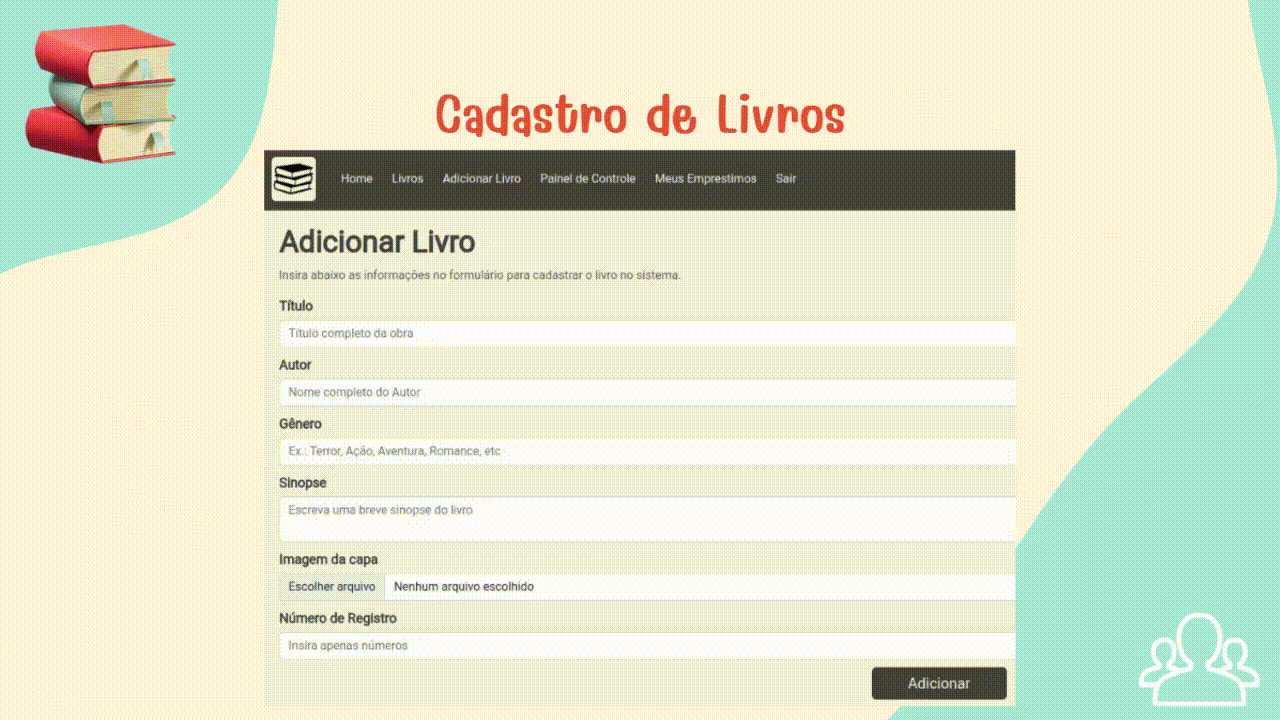 Cadastro de Livros
Home Livros Adicionar Livro Painel de Controle Meus Emprestimos Sair
Adicionar Livro
Insira abaixo as informações no formulário para cadastrar o livro no sistema.
Título
Título completo da obra
Autor
Nome completo do Autor
Gênero
Ex.: Terror, Ação, Aventura, Romance, etc
Sinopse
Escreva uma breve sinopse do livro
Imagem da capa
Escolher arquivo Nenhum arquivo escolhido
Número de Registro
Insira apenas números
Adicionar